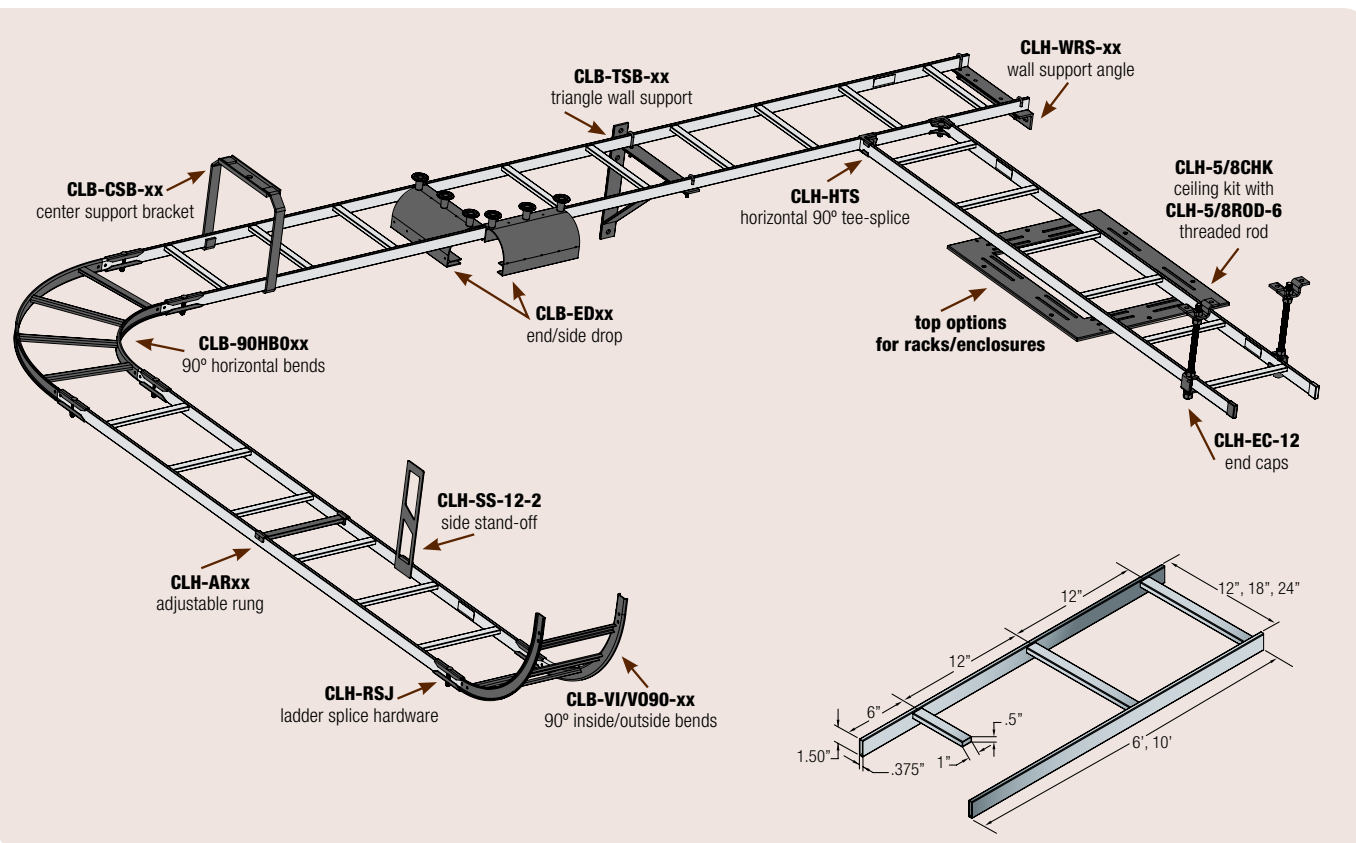 CLH-WRS-xx
wall support angle
CLB-TSB-xx
triangle wall support
CLB-CSB-xx
center support bracket
CLH-HTS
horizontal 90º tee-splice
CLH-5/8CHK
ceiling kit with
CLH-5/8ROD-6
threaded rod
CLB-EDxx
end/side drop
top options
for racks/enclosures
CLB-90HB0xx
90º horizontal bends
CLH-EC-12
end caps
CLH-SS-12-2
side stand-off
CLH-ARxx
adjustable rung
CLH-RSJ
ladder splice hardware
CLB-VI/VO90-xx
90º inside/outside bends
12”
12”, 18”, 24”
12”
6”
.5”
1.50”
.375”
1”
6’, 10’